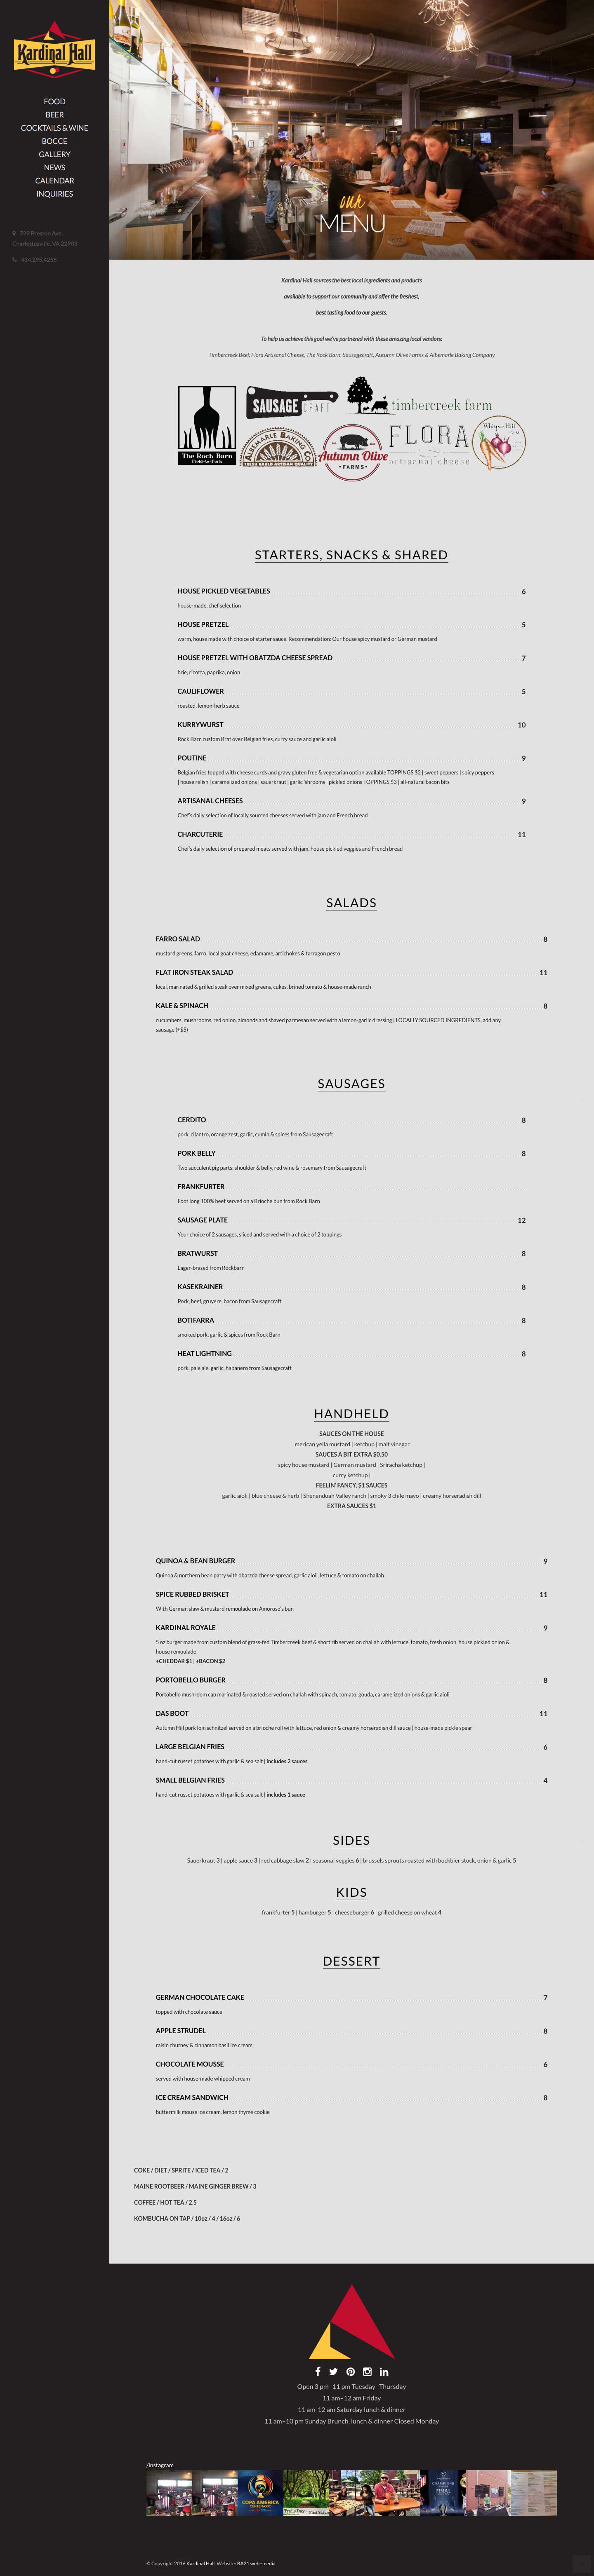 Kardinal Hall
FOOD
BEER
COCKTAILS & WINE
BOCCE
GALLERY
NEWS
CALENDAR
INQUIRIES
722 Preston Ave,
Charlottesville, VA 22903
434.295.4255
our
MENU
Kardinal Hall sources the best local ingredients and products
available to support our community and offer the freshest,
best tasting food to our guests.
To help us achieve this goal we've partnered with these amazing local vendors:
Timbercreek Beef, Flora Artisanal Cheese, The Rock Barn, Sausagecraft, Autumn Olive Farms & Albemarle Baking Company
The Rock Barn
Field to Fork
SAUSAGE CRAFT
timbercreek farm
ALBEMARLE BAKING CO
FRESH BAKED ARTISAN QUALITY
Autumn Olive
• FARMS •
FLORA
artisanal cheese
Whisper Hill
STARTERS, SNACKS & SHARED
HOUSE PICKLED VEGETABLES 6
house-made, chef selection
HOUSE PRETZEL 5
warm, house made with choice of starter sauce. Recommendation: Our house spicy mustard or German mustard
HOUSE PRETZEL WITH OBATZDA CHEESE SPREAD 7
brie, ricotta, paprika, onion
CAULIFLOWER 5
roasted, lemon-herb sauce
KURRYWURST 10
Rock Barn custom Brat over Belgian fries, curry sauce and garlic aioli
POUTINE 9
Belgian fries topped with cheese curds and gravy gluten free & vegetarian option available TOPPINGS $2 | sweet peppers | spicy peppers
| house relish | caramelized onions | sauerkraut | garlic 'shrooms | pickled onions TOPPINGS $3 | all-natural bacon bits
ARTISANAL CHEESES 9
Chef's daily selection of locally sourced cheeses served with jam and French bread
CHARCUTERIE 11
Chef's daily selection of prepared meats served with jam, house pickled veggies and French bread
SALADS
FARRO SALAD 8
mustard greens, farro, local goat cheese, edamame, artichokes & tarragon pesto
FLAT IRON STEAK SALAD 11
local, marinated & grilled steak over mixed greens, cukes, brined tomato & house-made ranch
KALE & SPINACH 8
cucumbers, mushrooms, red onion, almonds and shaved parmesan served with a lemon-garlic dressing | LOCALLY SOURCED INGREDIENTS, add any
sausage (+$5)
SAUSAGES
CERDITO 8
pork, cilantro, orange zest, garlic, cumin & spices from Sausagecraft
PORK BELLY 8
Two succulent pig parts: shoulder & belly, red wine & rosemary from Sausagecraft
FRANKFURTER
Foot long 100% beef served on a Brioche bun from Rock Barn
SAUSAGE PLATE 12
Your choice of 2 sausages, sliced and served with a choice of 2 toppings
BRATWURST 8
Lager-brased from Rockbarn
KASEKRAINER 8
Pork, beef, gruyere, bacon from Sausagecraft
BOTIFARRA 8
smoked pork, garlic & spices from Rock Barn
HEAT LIGHTNING 8
pork, pale ale, garlic, habanero from Sausagecraft
HANDHELD
SAUCES ON THE HOUSE
'merican yella mustard | ketchup | malt vinegar
SAUCES A BIT EXTRA $0.50
spicy house mustard | German mustard | Sriracha ketchup |
curry ketchup |
FEELIN' FANCY, $1 SAUCES
garlic aioli | blue cheese & herb | Shenandoah Valley ranch | smoky 3 chile mayo | creamy horseradish dill
EXTRA SAUCES $1
QUINOA & BEAN BURGER 9
Quinoa & northern bean patty with obatzda cheese spread, garlic aioli, lettuce & tomato on challah
SPICE RUBBED BRISKET 11
With German slaw & mustard remoulade on Amoroso's bun
KARDINAL ROYALE 9
5 oz burger made from custom blend of grass-fed Timbercreek beef & short rib served on challah with lettuce, tomato, fresh onion, house pickled onion &
house remoulade
+CHEDDAR $1 | +BACON $2
PORTOBELLO BURGER 8
Portobello mushroom cap marinated & roasted served on challah with spinach, tomato, gouda, caramelized onions & garlic aioli
DAS BOOT 11
Autumn Hill pork loin schnitzel served on a brioche roll with lettuce, red onion & creamy horseradish dill sauce | house-made pickle spear
LARGE BELGIAN FRIES 6
hand-cut russet potatoes with garlic & sea salt | includes 2 sauces
SMALL BELGIAN FRIES 4
hand-cut russet potatoes with garlic & sea salt | includes 1 sauce
SIDES
Sauerkraut 3 | apple sauce 3 | red cabbage slaw 2 | seasonal veggies 6 | brussels sprouts roasted with bockbier stock, onion & garlic 5
KIDS
frankfurter 5 | hamburger 5 | cheeseburger 6 | grilled cheese on wheat 4
DESSERT
GERMAN CHOCOLATE CAKE 7
topped with chocolate sauce
APPLE STRUDEL 8
raisin chutney & cinnamon basil ice cream
CHOCOLATE MOUSSE 6
served with house-made whipped cream
ICE CREAM SANDWICH 8
buttermilk mouse ice cream, lemon thyme cookie
COKE / DIET / SPRITE / ICED TEA / 2
MAINE ROOTBEER / MAINE GINGER BREW / 3
COFFEE / HOT TEA / 2.5
KOMBUCHA ON TAP / 10oz / 4 / 16oz / 6
Open 3 pm–11 pm Tuesday–Thursday
11 am–12 am Friday
11 am-12 am Saturday lunch & dinner
11 am–10 pm Sunday Brunch, lunch & dinner Closed Monday
/instagram
COPA AMERICA
CENTENARIO
FINAL
© Copyright 2016 Kardinal Hall. Website: BA21 web+media.